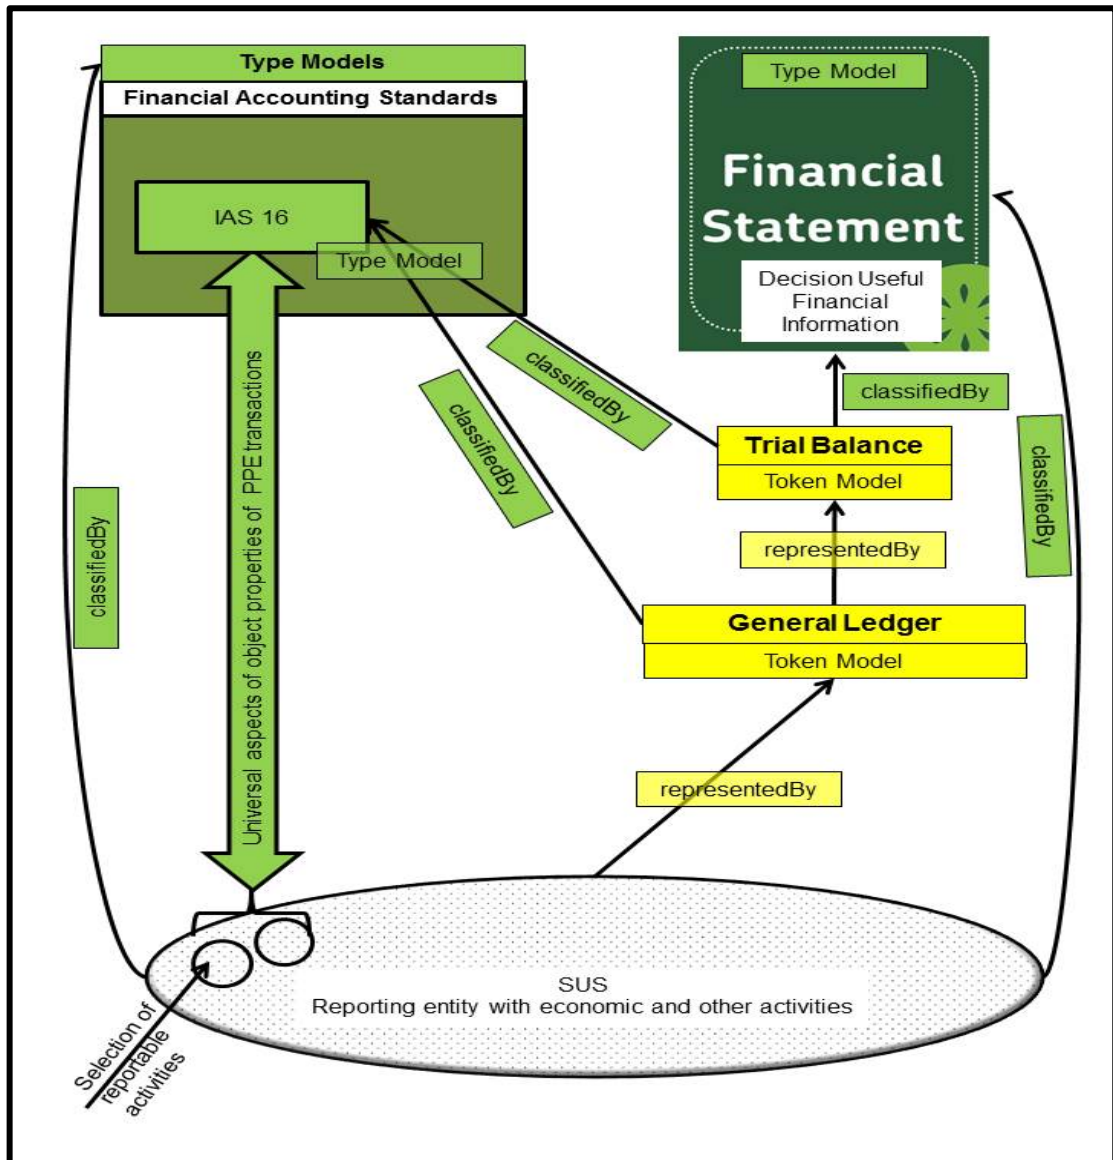 Type Models
Financial Accounting Standards
IAS 16
Type Model
Type Model
Financial
Statement
Decision Useful
Financial
Information
classifiedBy
classifiedBy
classifiedBy
Trial Balance
Token Model
representedBy
General Ledger
Token Model
representedBy
classifiedBy
classifiedBy
Universal aspects of object properties of PPE transactions
SUS
Reporting entity with economic and other activities
Selection of
reportable
activities